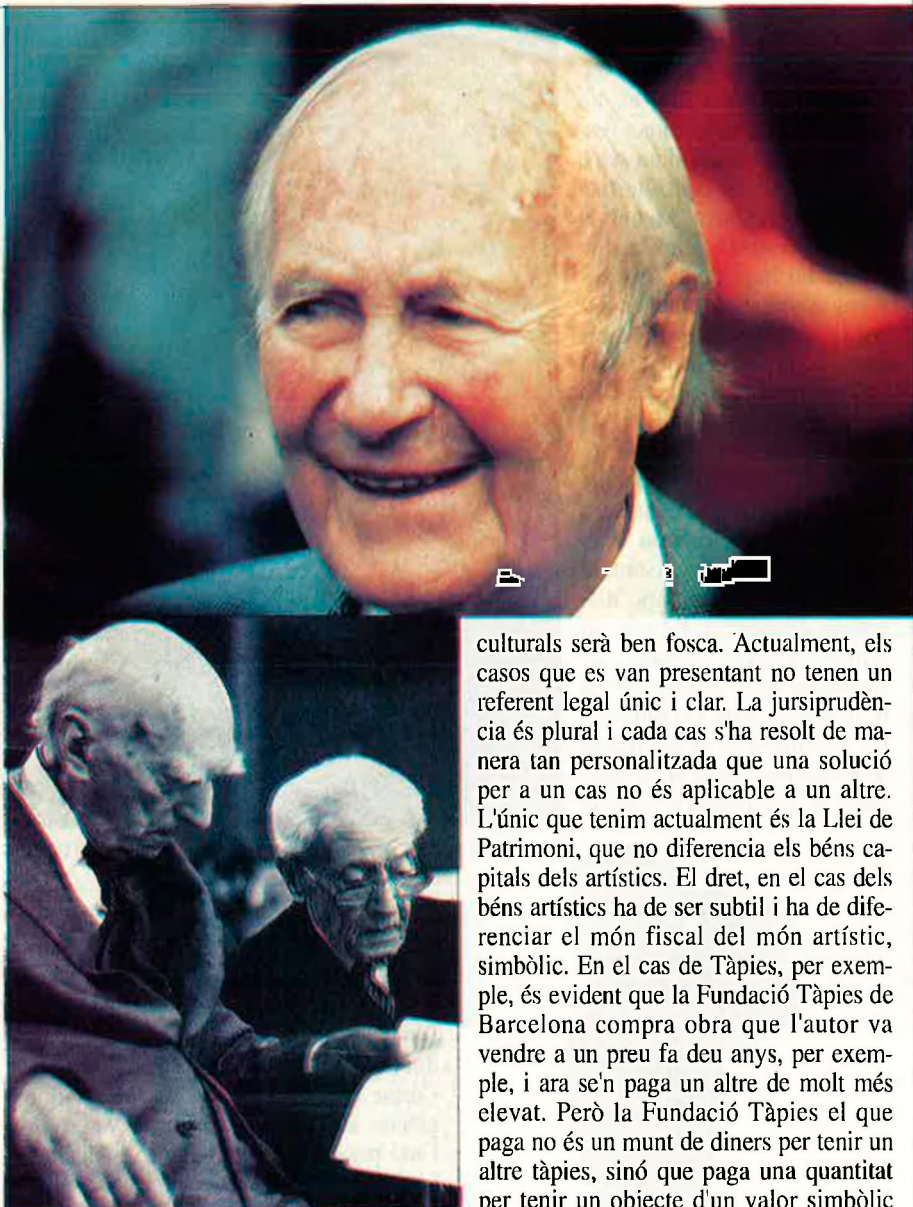 culturals serà ben fosca. Actualment, els
casos que es van presentant no tenen un
referent legal únic i clar. La jursiprudèn-
cia és plural i cada cas s'ha resolt de ma-
nera tan personalitzada que una solució
per a un cas no és aplicable a un altre.
L'únic que tenim actualment és la Llei de
Patrimoni, que no diferencia els béns ca-
pitals dels artístics. El dret, en el cas dels
béns artístics ha de ser subtil i ha de dife-
renciar el món fiscal del món artístic,
simbòlic. En el cas de Tàpies, per exem-
ple, és evident que la Fundació Tàpies de
Barcelona compra obra que l'autor va
vendre a un preu fa deu anys, per exem-
ple, i ara se'n paga un altre de molt més
elevat. Però la Fundació Tàpies el que
paga no és un munt de diners per tenir un
altre tàpies, sinó que paga una quantitat
per tenir un objecte d'un valor simbòlic